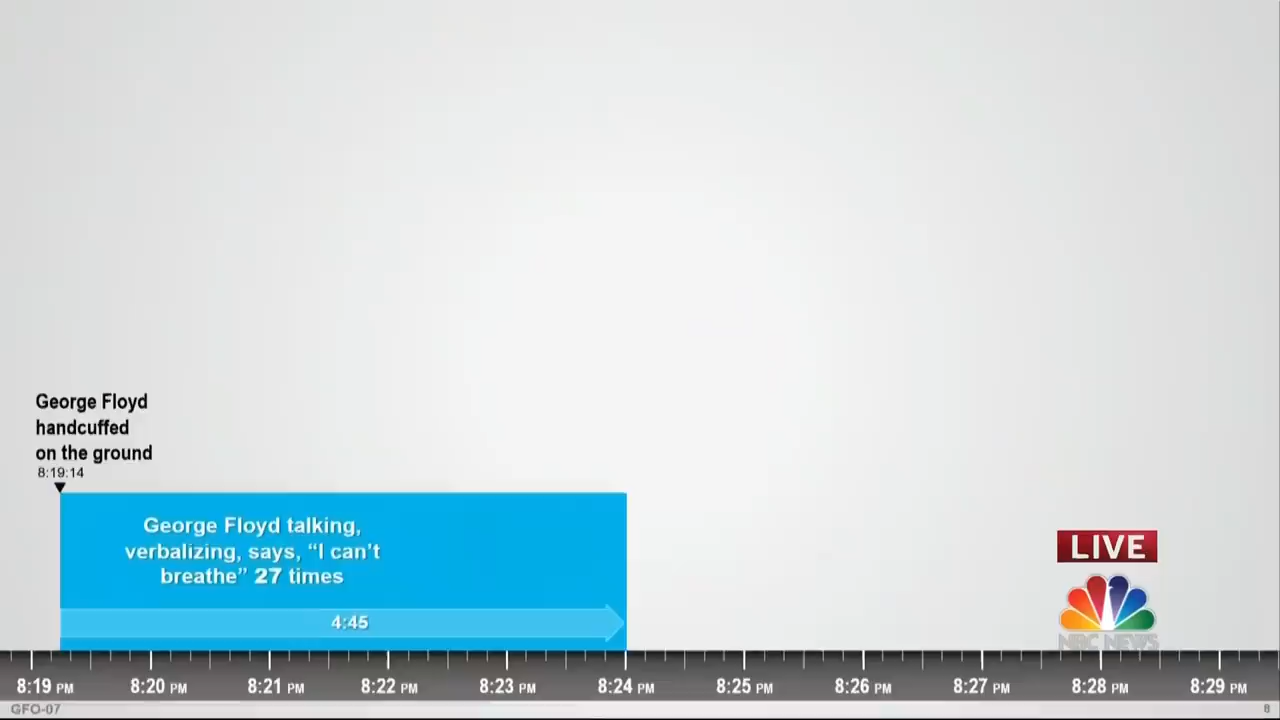 George Floyd
handcuffed
on the ground
8:19:14
George Floyd talking,
verbalizing, says, “I can’t
breathe” 27 times
4:45
LIVE
NBC NEWS
8:19 PM 8:20 PM 8:21 PM 8:22 PM 8:23 PM 8:24 PM 8:25 PM 8:26 PM 8:27 PM 8:28 PM 8:29 PM
GFO-07 8